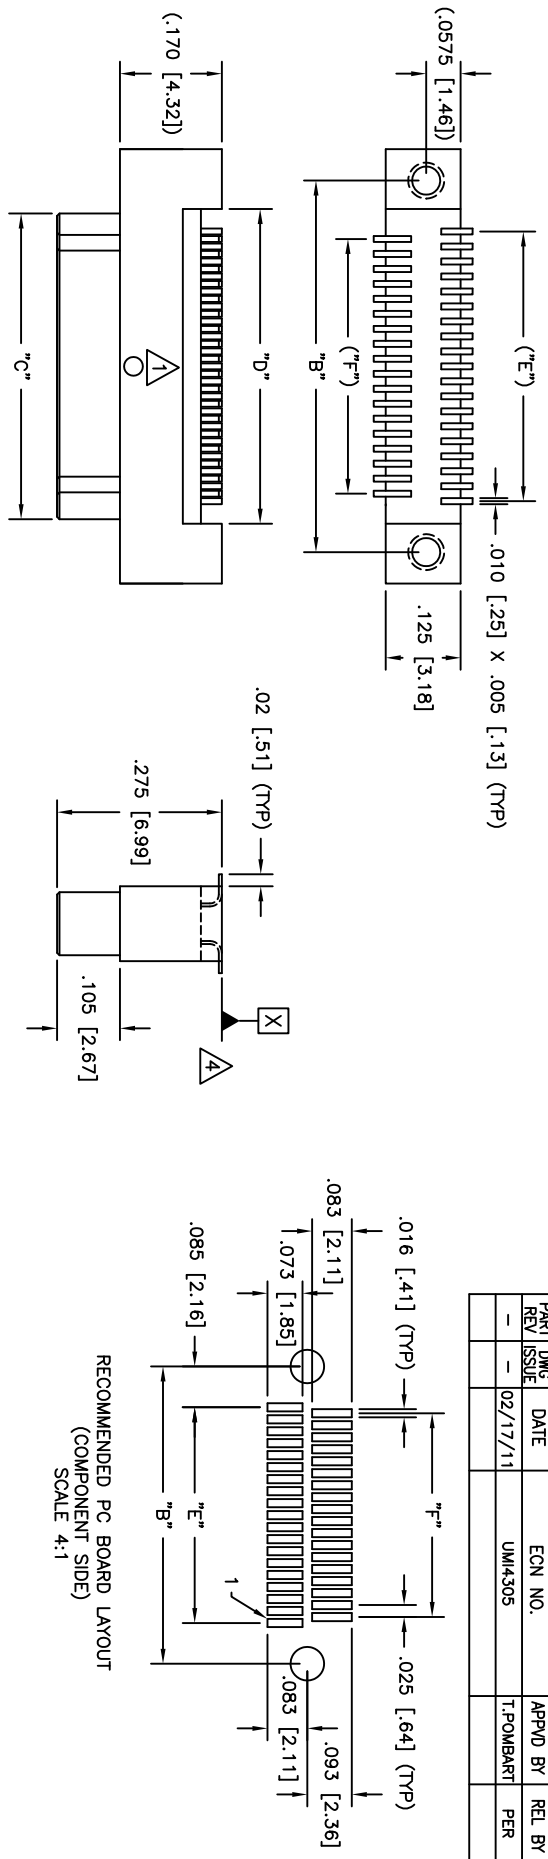 (.0575 [1.46])
("E")
.010 [.25] X .005 [.13] (TYP)
("F")
"B"
.125 [3.18]
(.170 [4.32])
"D"
1
"C"
.02 [.51] (TYP)
.275 [6.99]
.105 [2.67]
X
4
PART REV
DWG ISSUE
DATE
ECN NO.
APPVD BY
REL BY
-
-
02/17/11
UMI4305
T.POMBART
PER
.016 [.41] (TYP)
"F"
.025 [.64] (TYP)
.083 [2.11]
.073 [1.85]
.093 [2.36]
.083 [2.11]
.085 [2.16]
"E"
1
"B"
RECOMMENDED PC BOARD LAYOUT
(COMPONENT SIDE)
SCALE 4:1